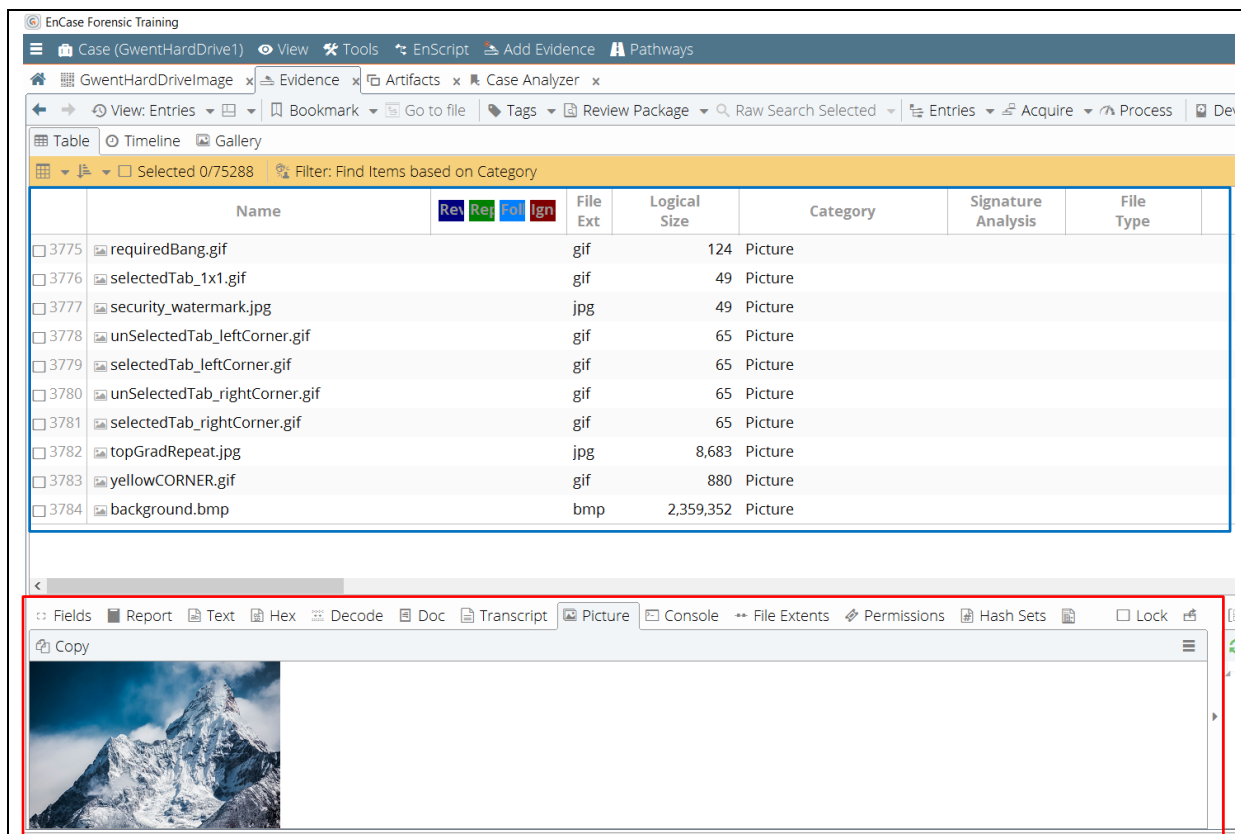 EnCase Forensic Training
Case (GwentHardDrive1) View Tools EnScript Add Evidence Pathways
GwentHardDriveImage x Evidence x Artifacts x Case Analyzer x
View: Entries Bookmark Go to file Tags Review Package Raw Search Selected Entries Acquire Process Dev
Table Timeline Gallery
Selected 0/75288 Filter: Find Items based on Category
Name Rev Rep Foll Ign File Ext Logical Size Category Signature Analysis File Type
3775 requiredBang.gif gif 124 Picture
3776 selectedTab_1x1.gif gif 49 Picture
3777 security_watermark.jpg jpg 49 Picture
3778 unSelectedTab_leftCorner.gif gif 65 Picture
3779 selectedTab_leftCorner.gif gif 65 Picture
3780 unSelectedTab_rightCorner.gif gif 65 Picture
3781 selectedTab_rightCorner.gif gif 65 Picture
3782 topGradRepeat.jpg jpg 8,683 Picture
3783 yellowCORNER.gif gif 880 Picture
3784 background.bmp bmp 2,359,352 Picture
Fields Report Text Hex Decode Doc Transcript Picture Console File Extents Permissions Hash Sets Lock
Copy